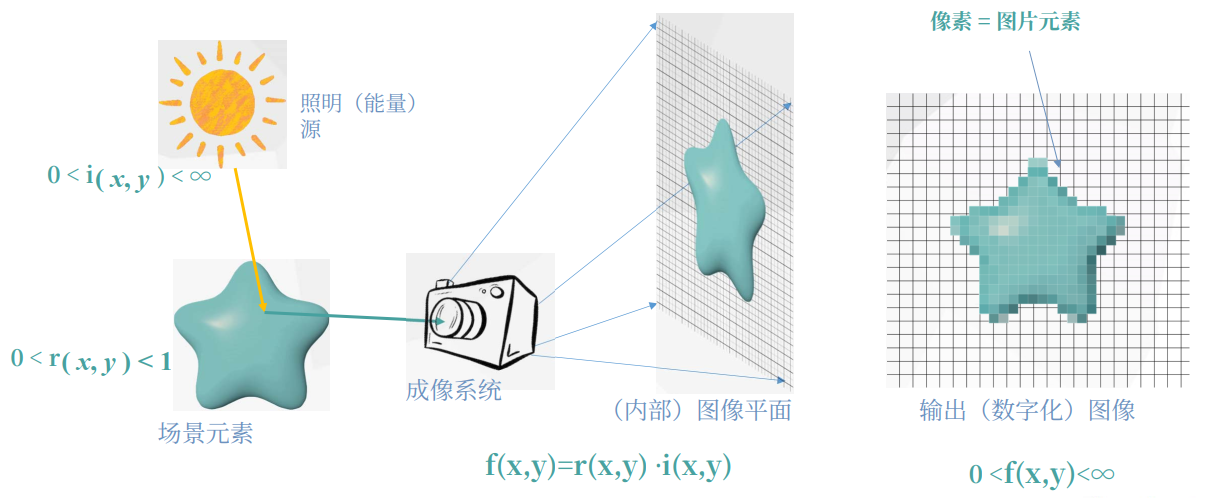 像素 = 图片元素
照明（能量）
源
0 < i( x, y ) < ∞
0 < r( x, y ) < 1
成像系统
（内部）图像平面
输出（数字化）图像
场景元素
f(x,y)=r(x,y) ·i(x,y)
0 <f(x,y)<∞